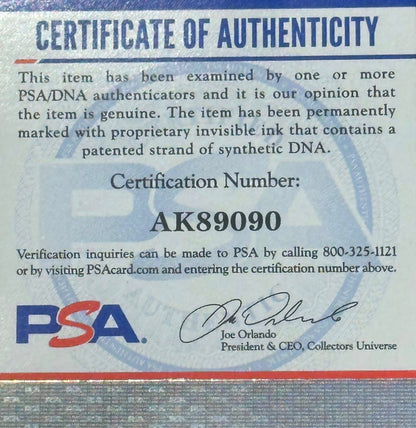 CERTIFICATE OF AUTHENTICITY
This item has been examined by one or more
PSA/DNA authenticators and it is our opinion that
the item is genuine. The item has been permanently
marked with proprietary invisible ink that contains a
patented strand of synthetic DNA.
Certification Number:
AK89090
Verification inquiries can be made to PSA by calling 800-325-1121
or by visiting PSAcard.com and entering the certification number above.
PSA.
Joe Orlando
President & CEO, Collectors Universe